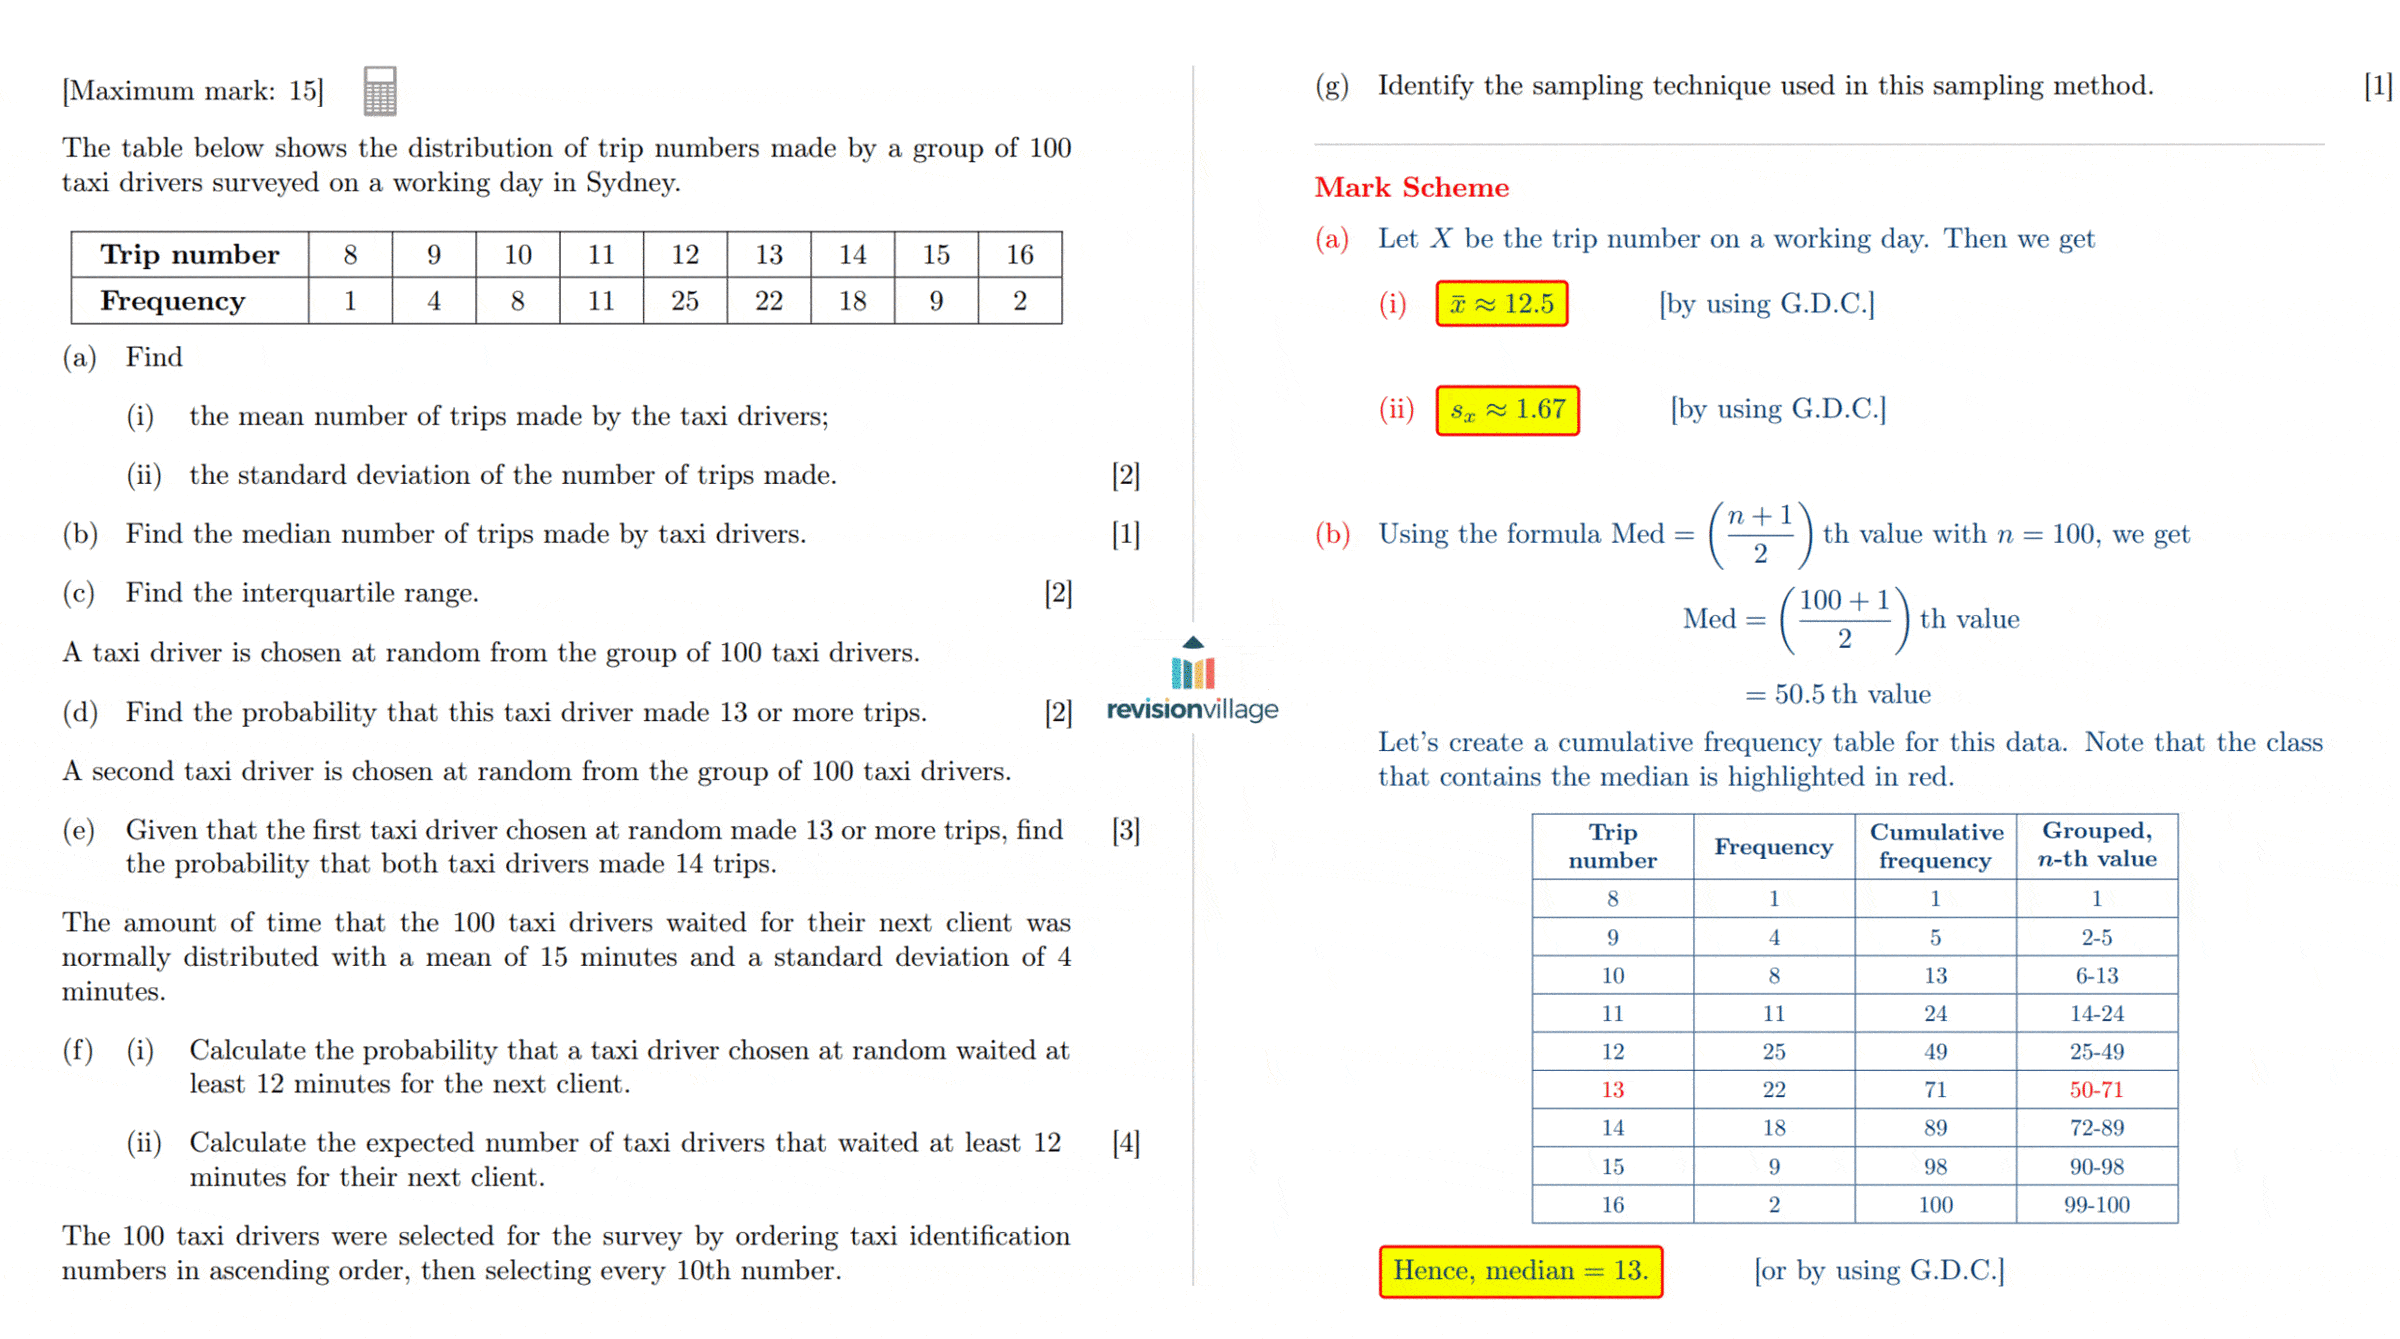 [Maximum mark: 15]
The table below shows the distribution of trip numbers made by a group of 100
taxi drivers surveyed on a working day in Sydney.
Trip number 8 9 10 11 12 13 14 15 16
Frequency 1 4 8 11 25 22 18 9 2
(a) Find
(i) the mean number of trips made by the taxi drivers;
(ii) the standard deviation of the number of trips made. [2]
(b) Find the median number of trips made by taxi drivers. [1]
(c) Find the interquartile range. [2]
A taxi driver is chosen at random from the group of 100 taxi drivers.
(d) Find the probability that this taxi driver made 13 or more trips. [2]
A second taxi driver is chosen at random from the group of 100 taxi drivers.
(e) Given that the first taxi driver chosen at random made 13 or more trips, find [3]
the probability that both taxi drivers made 14 trips.
The amount of time that the 100 taxi drivers waited for their next client was
normally distributed with a mean of 15 minutes and a standard deviation of 4
minutes.
(f) (i) Calculate the probability that a taxi driver chosen at random waited at
least 12 minutes for the next client.
(ii) Calculate the expected number of taxi drivers that waited at least 12 [4]
minutes for their next client.
The 100 taxi drivers were selected for the survey by ordering taxi identification
numbers in ascending order, then selecting every 10th number.
revisionvillage
(g) Identify the sampling technique used in this sampling method. [1]
Mark Scheme
(a) Let X be the trip number on a working day. Then we get
(i) x̄ ≈ 12.5 [by using G.D.C.]
(ii) sₓ ≈ 1.67 [by using G.D.C.]
(b) Using the formula Med = ((n + 1)/2) th value with n = 100, we get
Med = ((100 + 1)/2) th value
= 50.5 th value
Let's create a cumulative frequency table for this data. Note that the class
that contains the median is highlighted in red.
Trip number Frequency Cumulative frequency Grouped, n-th value
8 1 1 1
9 4 5 2-5
10 8 13 6-13
11 11 24 14-24
12 25 49 25-49
13 22 71 50-71
14 18 89 72-89
15 9 98 90-98
16 2 100 99-100
Hence, median = 13. [or by using G.D.C.]